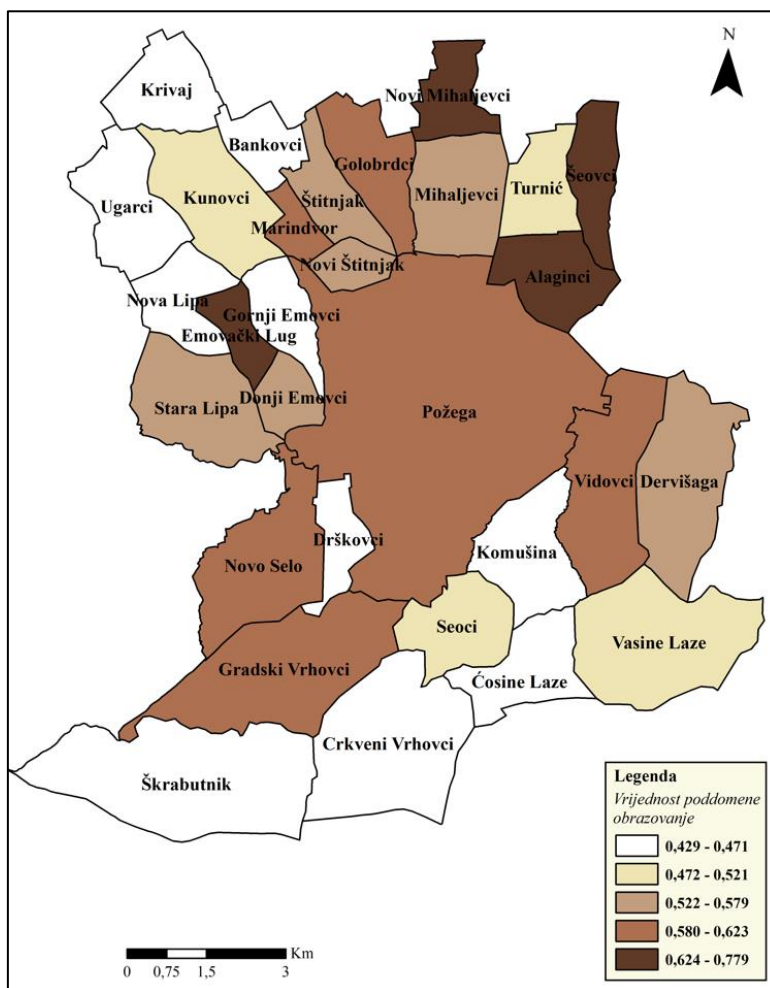 N
Krivaj
Novi Mihaljevci
Bankovci
Golobrdci
Šeovci
Ugarci
Kunovci
Štitnjak
Mihaljevci
Turnić
Marindvor
Novi Štitnjak
Alaginci
Nova Lipa
Gornji Emovci
Emovački Lug
Donji Emovci
Stara Lipa
Požega
Vidovci
Dervišaga
Drškovci
Komušina
Novo Selo
Seoci
Vasine Laze
Gradski Vrhovci
Ćosine Laze
Crkveni Vrhovci
Škrabutnik
Legenda
Vrijednost poddomene
obrazovanje
0,429 - 0,471
0,472 - 0,521
0,522 - 0,579
0,580 - 0,623
0,624 - 0,779
Km
0 0,75 1,5 3